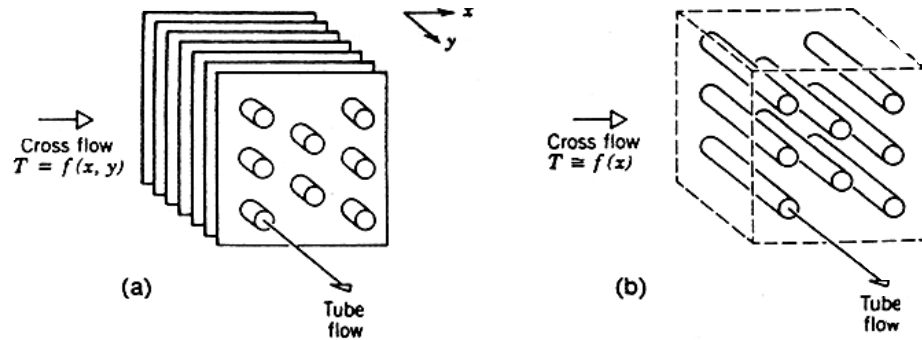 x
y
Cross flow
T = f(x, y)
(a)
Tube
flow
Cross flow
T ≅ f(x)
(b)
Tube
flow